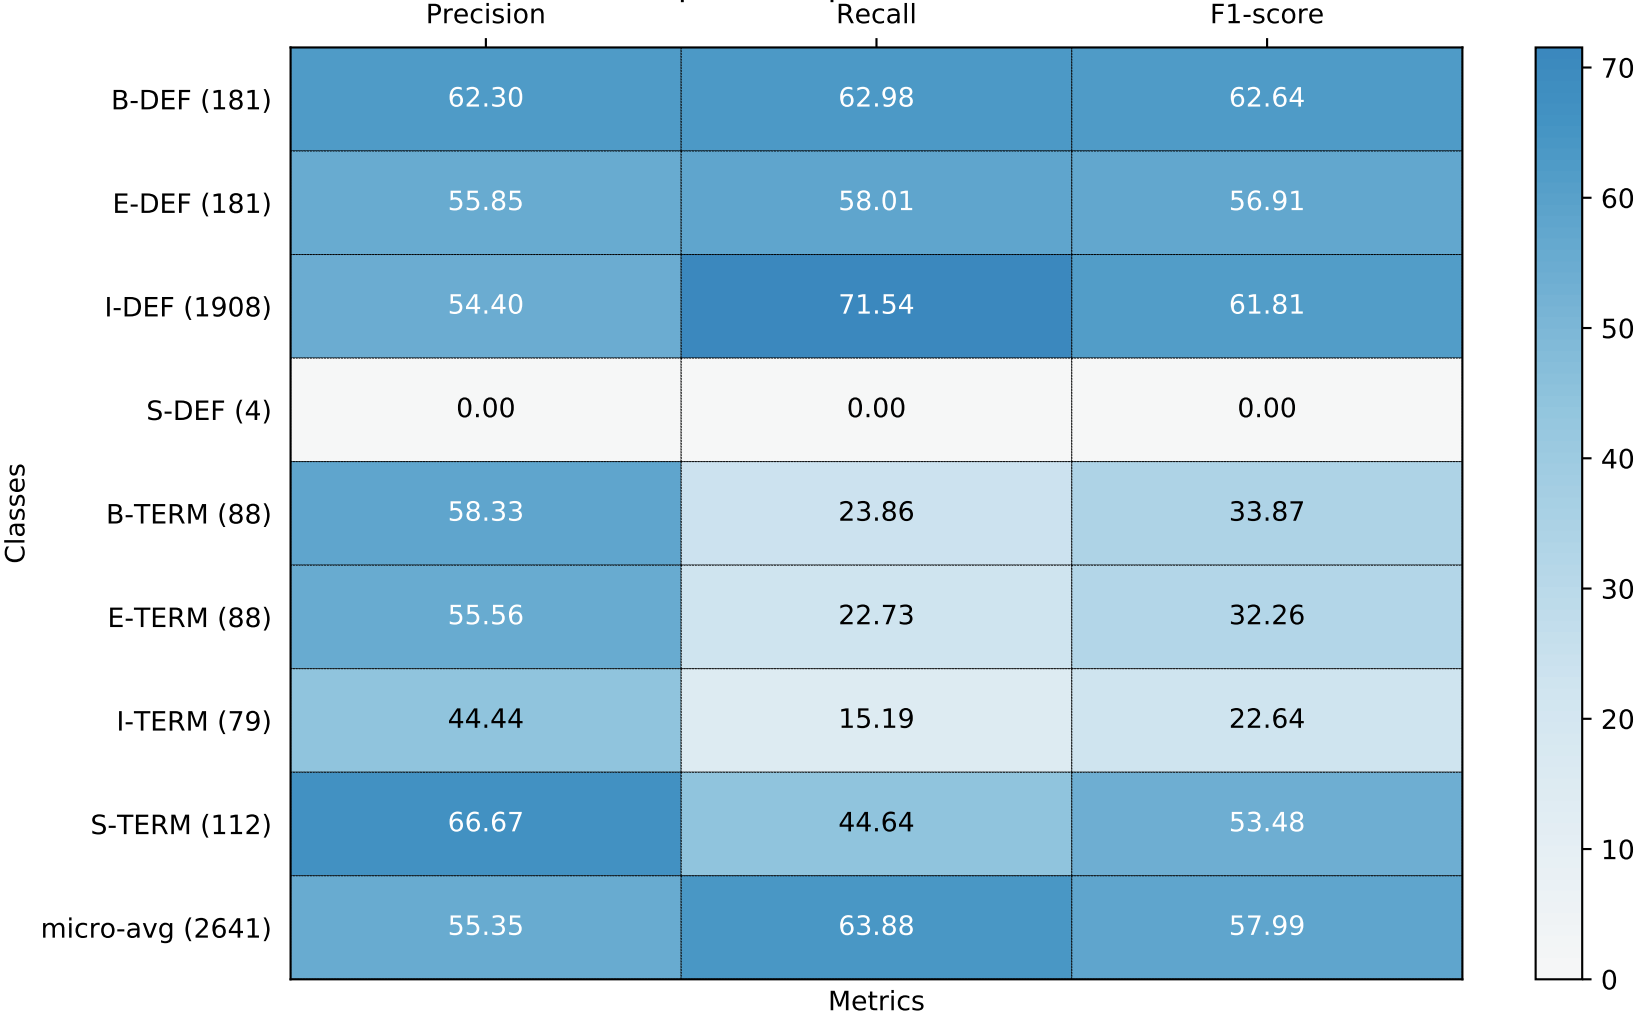 Precision Recall F1-score
B-DEF (181) 62.30 62.98 62.64
E-DEF (181) 55.85 58.01 56.91
I-DEF (1908) 54.40 71.54 61.81
S-DEF (4) 0.00 0.00 0.00
B-TERM (88) 58.33 23.86 33.87
E-TERM (88) 55.56 22.73 32.26
I-TERM (79) 44.44 15.19 22.64
S-TERM (112) 66.67 44.64 53.48
micro-avg (2641) 55.35 63.88 57.99
Classes
Metrics
70
60
50
40
30
20
10
0